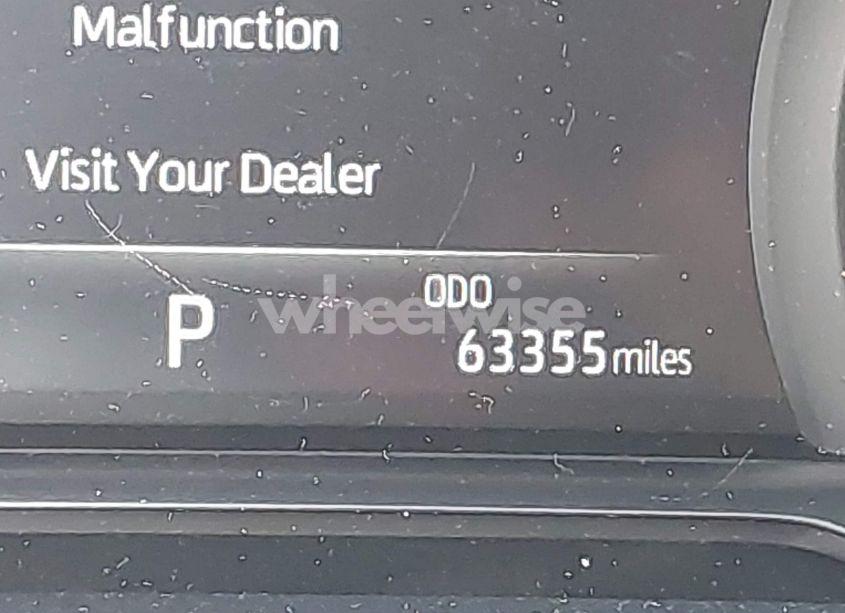 Malfunction
Visit Your Dealer
ODO
P
wheelwise
63355 miles